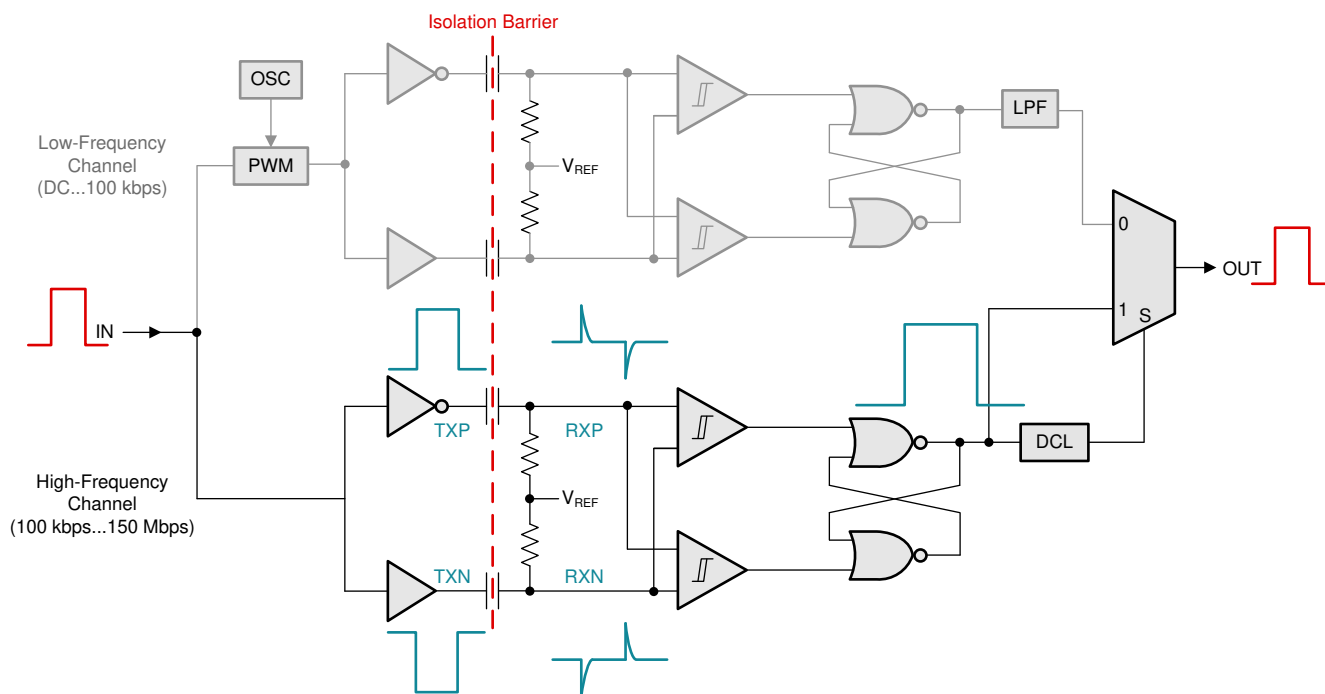 Isolation Barrier
OSC
Low-Frequency
Channel
(DC...100 kbps)
PWM
VREF
LPF
0
OUT
1
S
IN
TXP
RXP
DCL
High-Frequency
Channel
(100 kbps...150 Mbps)
VREF
TXN
RXN